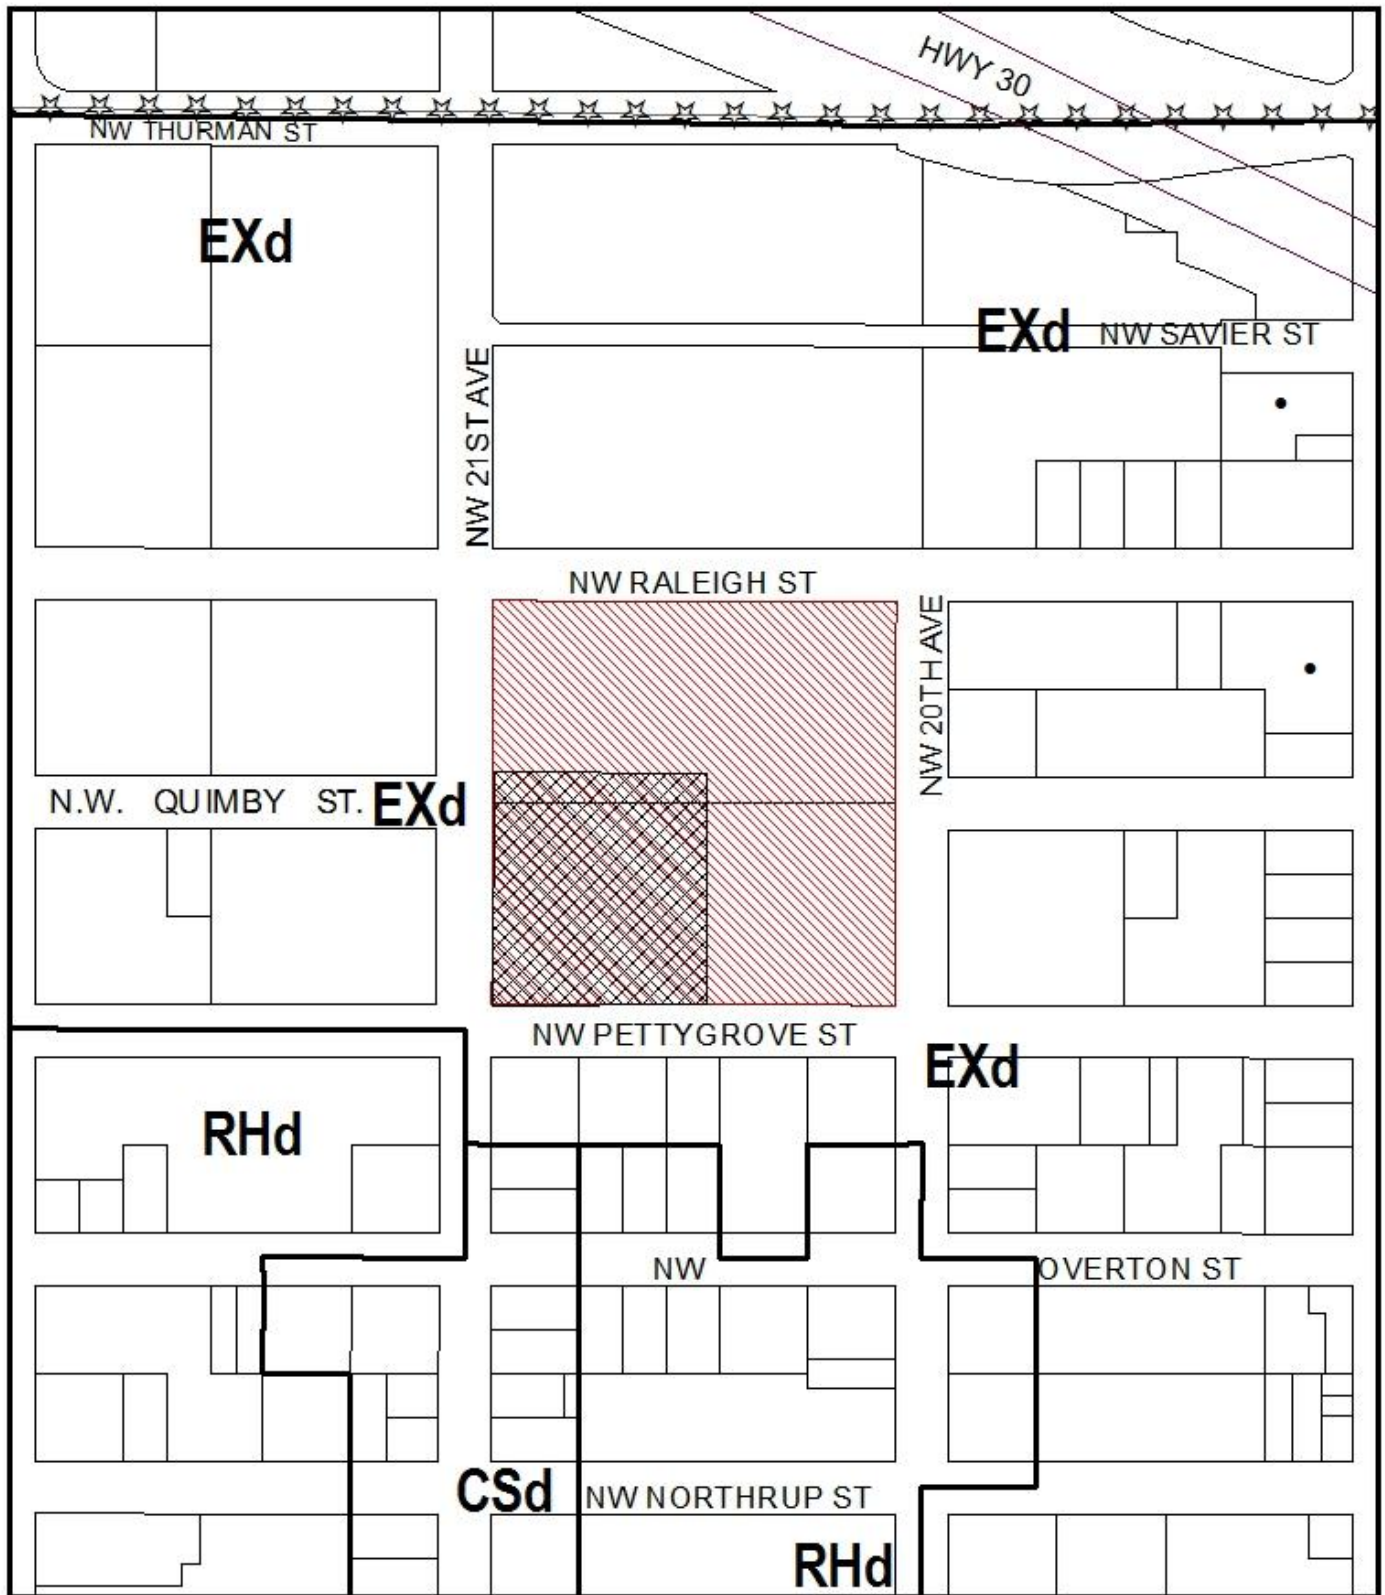 HWY 30
NW THURMAN ST
EXd
EXd
NW SAVIER ST
NW 21ST AVE
NW RALEIGH ST
NW 20TH AVE
N.W. QUIMBY ST.
EXd
NW PETTYGROVE ST
EXd
RHd
NW OVERTON ST
CSd
NW NORTHRUP ST
RHd